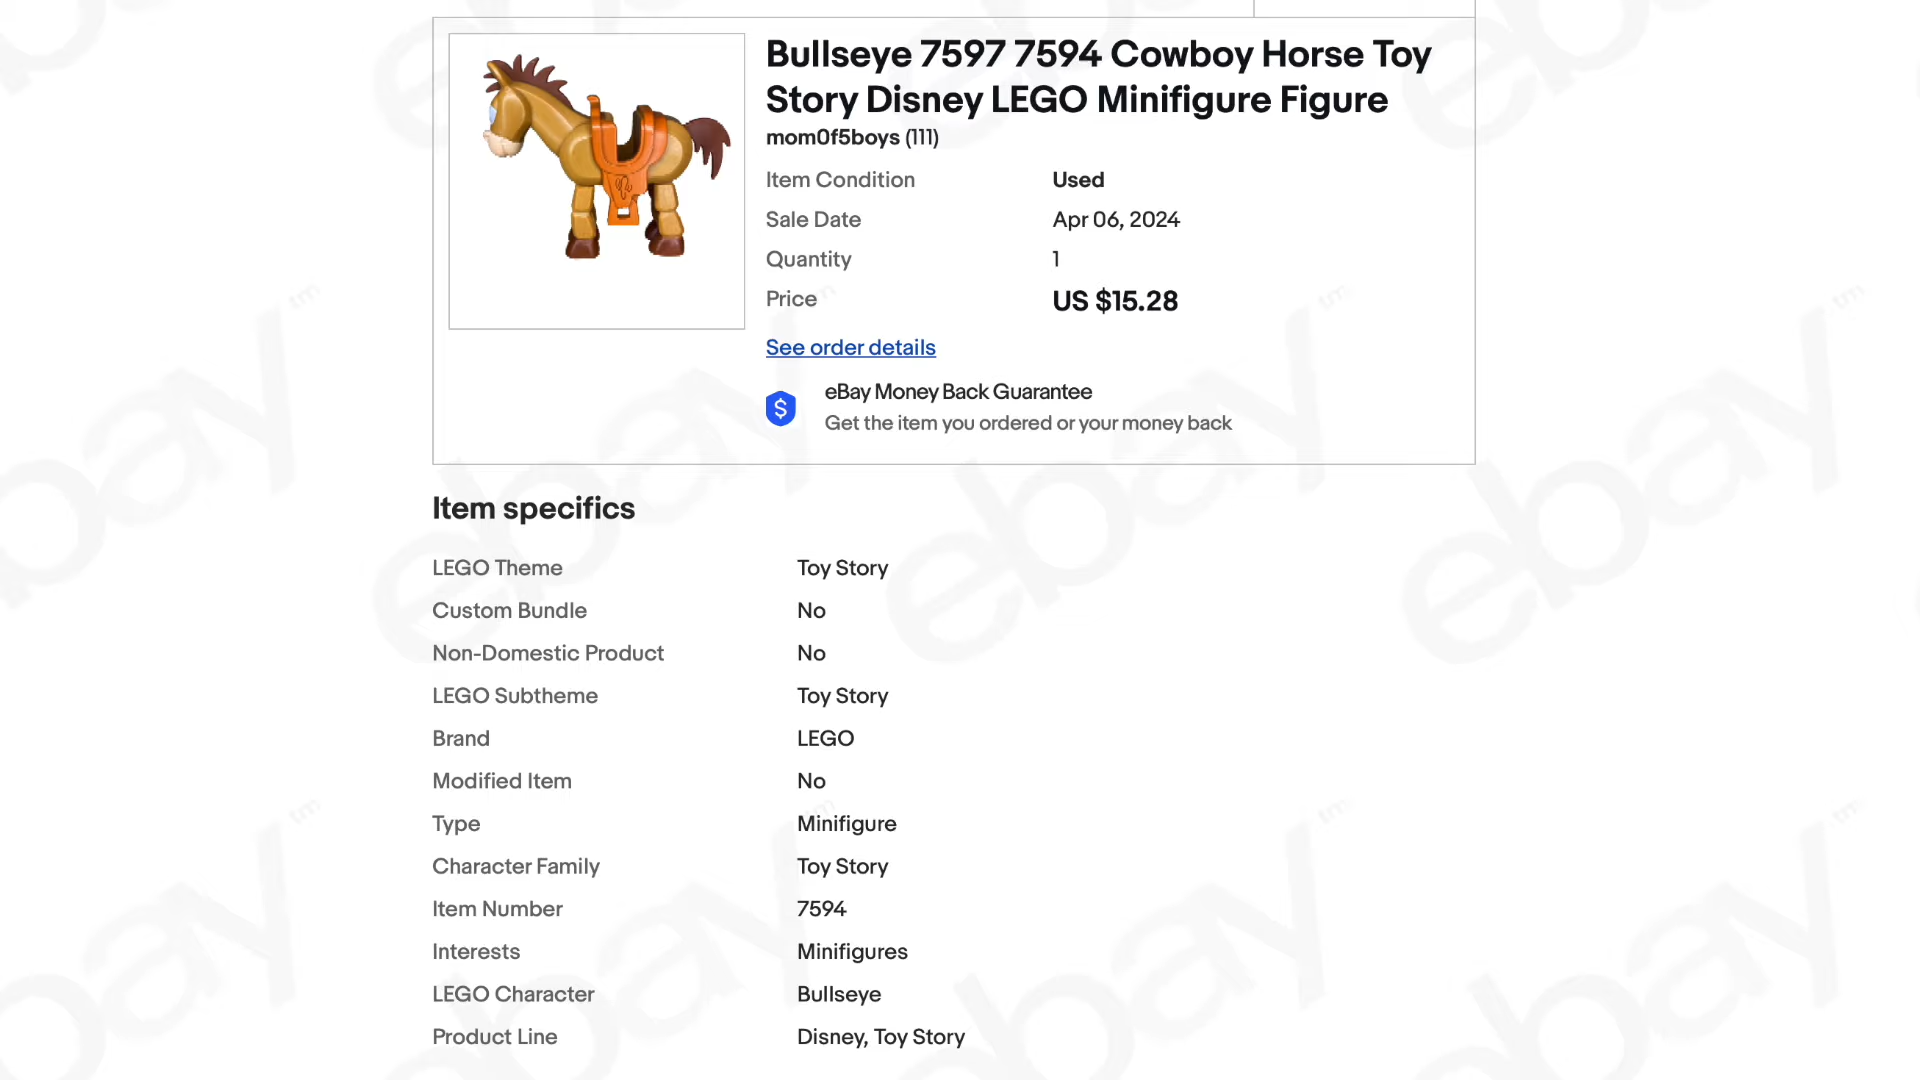 Bullseye 7597 7594 Cowboy Horse Toy
Story Disney LEGO Minifigure Figure
mom0f5boys (111)
Item Condition Used
Sale Date Apr 06, 2024
Quantity 1
Price US $15.28
See order details
$ eBay Money Back Guarantee
Get the item you ordered or your money back
Item specifics
LEGO Theme Toy Story
Custom Bundle No
Non-Domestic Product No
LEGO Subtheme Toy Story
Brand LEGO
Modified Item No
Type Minifigure
Character Family Toy Story
Item Number 7594
Interests Minifigures
LEGO Character Bullseye
Product Line Disney, Toy Story
ebay